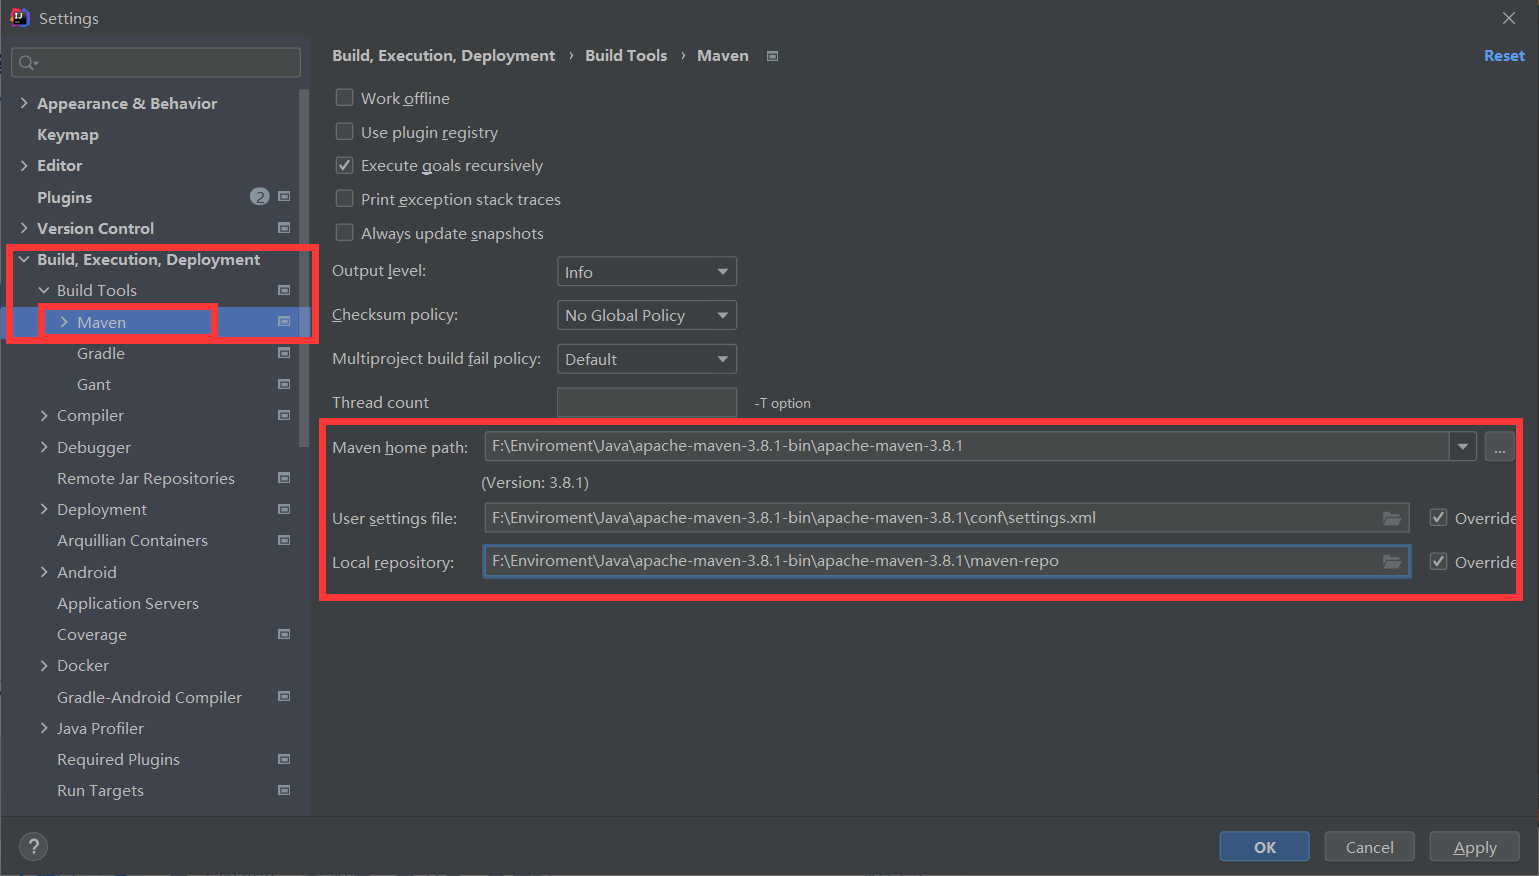 Settings
Build, Execution, Deployment › Build Tools › Maven
Reset
Appearance & Behavior
Keymap
Editor
Plugins 2
Version Control
Build, Execution, Deployment
Build Tools
Maven
Gradle
Gant
Compiler
Debugger
Remote Jar Repositories
Deployment
Arquillian Containers
Android
Application Servers
Coverage
Docker
Gradle-Android Compiler
Java Profiler
Required Plugins
Run Targets
Work offline
Use plugin registry
Execute goals recursively
Print exception stack traces
Always update snapshots
Output level: Info
Checksum policy: No Global Policy
Multiproject build fail policy: Default
Thread count -T option
Maven home path: F:\Enviroment\Java\apache-maven-3.8.1-bin\apache-maven-3.8.1 ...
(Version: 3.8.1)
User settings file: F:\Enviroment\Java\apache-maven-3.8.1-bin\apache-maven-3.8.1\conf\settings.xml Override
Local repository: F:\Enviroment\Java\apache-maven-3.8.1-bin\apache-maven-3.8.1\maven-repo Override
? OK Cancel Apply